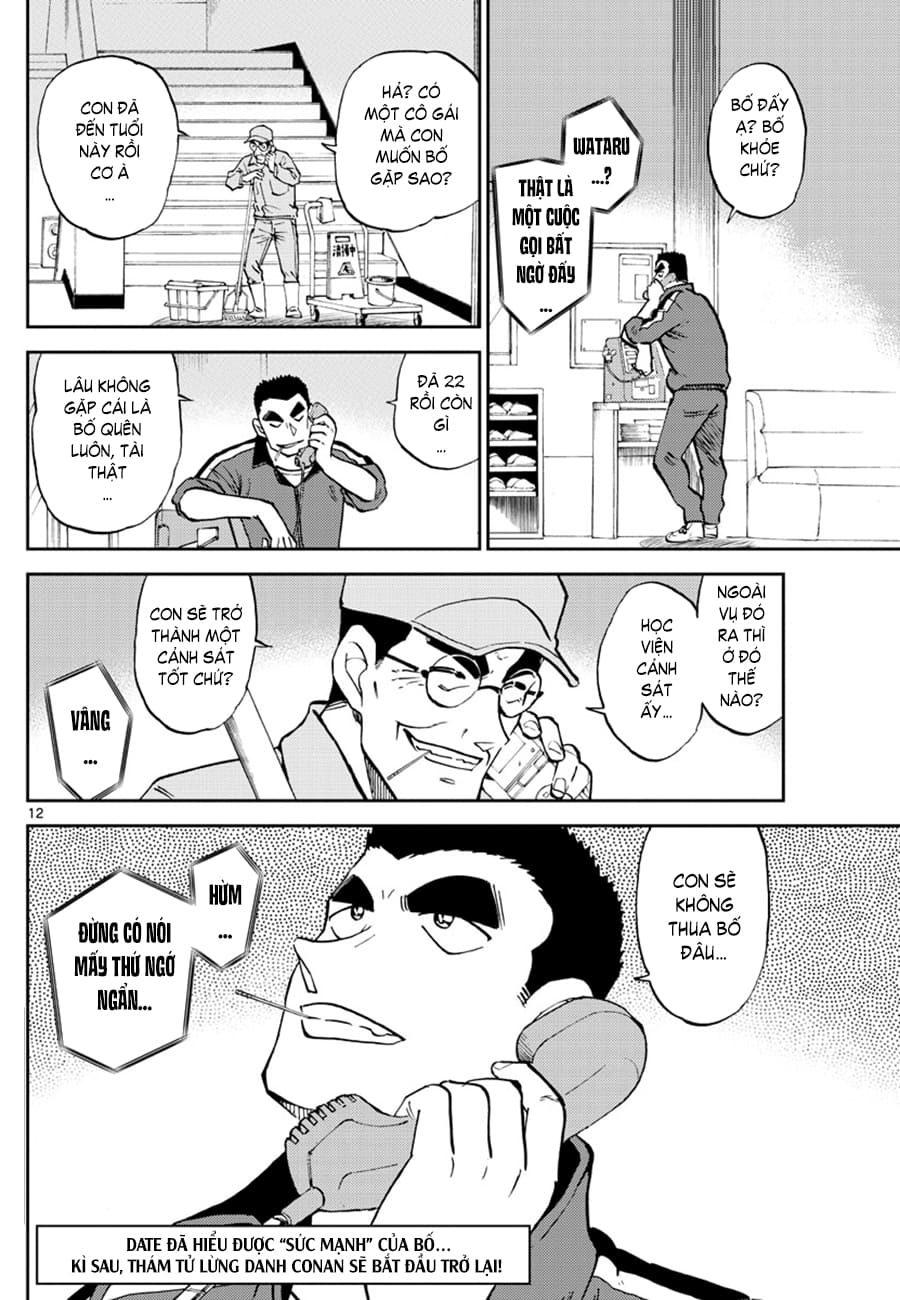 BỐ ĐẤY
Ạ? BỐ
KHỎE
CHỨ?
WATARU
...?
THẬT LÀ
MỘT CUỘC
GỌI BẤT
NGỜ ĐẤY
...
HẢ? CÓ
MỘT CÔ GÁI
MÀ CON
MUỐN BỐ
GẶP SAO?
CON ĐÃ
ĐẾN TUỔI
NÀY RỒI
CƠ À
...
清掃中
ĐÃ 22
RỒI CÒN
GÌ
...
LÂU KHÔNG
GẶP CÁI LÀ
BỐ QUÊN
LUÔN, TÀI
THẬT
...
NGOÀI
VỤ ĐÓ
RA THÌ
Ở ĐÓ
THẾ
NÀO?
HỌC
VIỆN
CẢNH
SÁT
ẤY...
CON SẼ TRỞ
THÀNH MỘT
CẢNH SÁT
TỐT CHỨ?
VÂNG
...
12
CON SẼ
KHÔNG
THUA BỐ
ĐÂU...
HỪM
...
ĐỪNG CÓ NÓI
MẤY THỨ NGỚ
NGẨN...
DATE ĐÃ HIỂU ĐƯỢC “SỨC MẠNH” CỦA BỐ...
KÌ SAU, THÁM TỬ LỪNG DANH CONAN SẼ BẮT ĐẦU TRỞ LẠI!